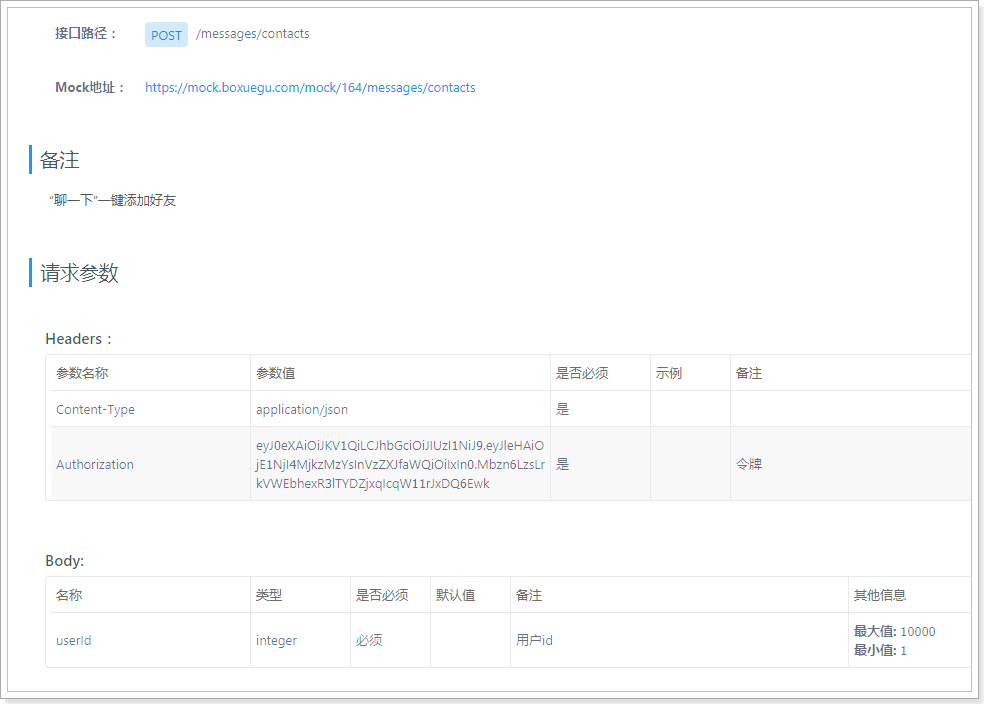 接口路径： POST /messages/contacts
Mock地址： https://mock.boxuegu.com/mock/164/messages/contacts
备注
“聊一下”一键添加好友
请求参数
Headers：
参数名称 参数值 是否必须 示例 备注
Content-Type application/json 是
Authorization eyJ0eXAiOiJKV1QiLCJhbGciOiJIUzI1NiJ9.eyJleHAiO 是 令牌
jE1NjI4MjkzMzYsInVzZXJfaWQiOiIxIn0.Mbzn6LzsLr
kVWEbhexR3lTYDZjxqIcqW11rJxDQ6Ewk
Body:
名称 类型 是否必须 默认值 备注 其他信息
userId integer 必须 用户id 最大值: 10000
最小值: 1